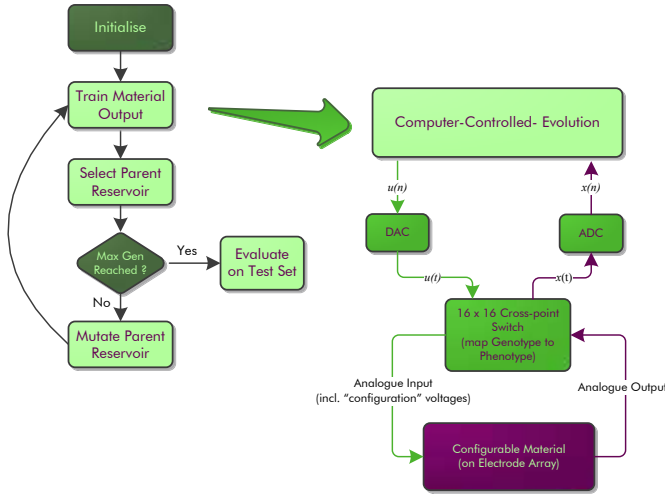 Initialise
Train Material
Output
Select Parent
Reservoir
Max Gen
Reached ?
Yes
Evaluate
on Test Set
No
Mutate Parent
Reservoir
Computer-Controlled- Evolution
u(n)
x(n)
DAC
ADC
u(t)
x(t)
16 x 16 Cross-point
Switch
(map Genotype to
Phenotype)
Analogue Input
(incl. “configuration” voltages)
Analogue Output
Configurable Material
(on Electrode Array)